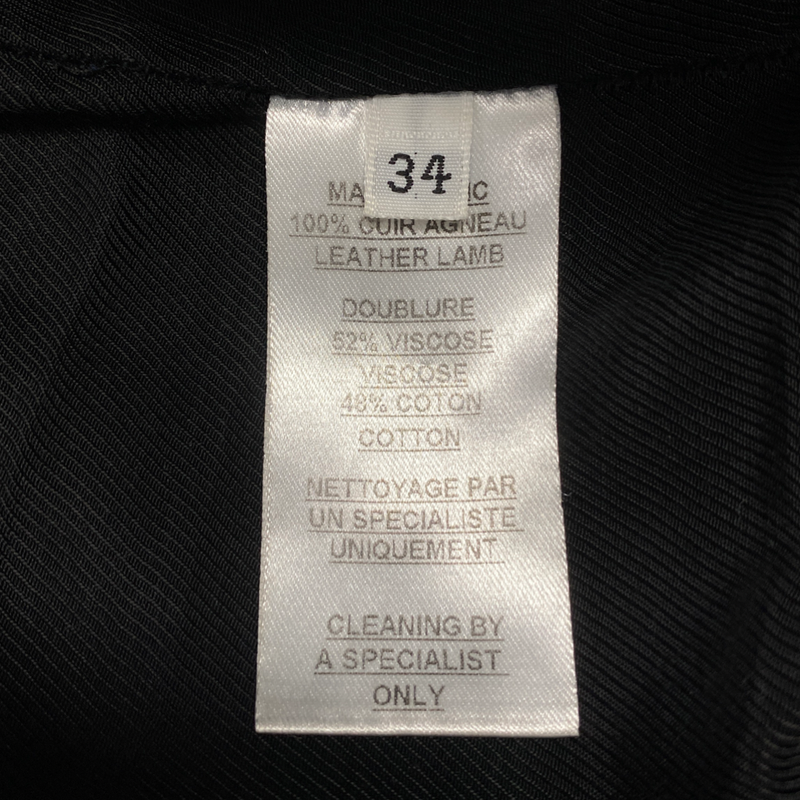 34
100% CUIR AGNEAU
LEATHER LAMB
DOUBLURE
52% VISCOSE
VISCOSE
48% COTON
COTTON
NETTOYAGE PAR
UN SPECIALISTE
UNIQUEMENT
CLEANING BY
A SPECIALIST
ONLY